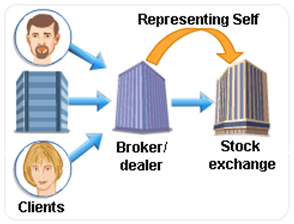 Representing Self
Broker/
dealer
Stock
exchange
Clients